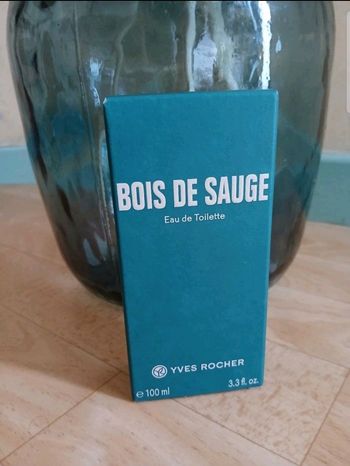 BOIS DE SAUGE
Eau de Toilette
YVES ROCHER
e 100 ml 3.3 fl. oz.